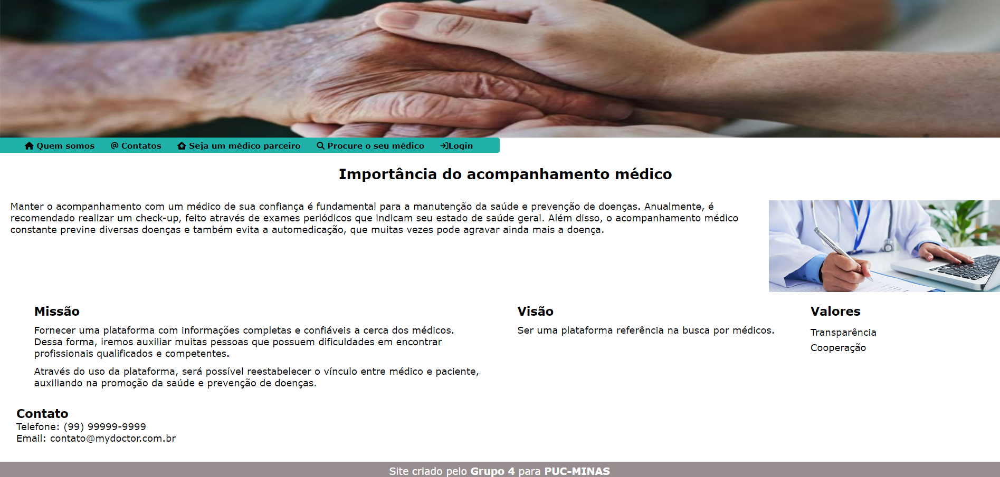 Quem somos @ Contatos Seja um médico parceiro Procure o seu médico Login
Importância do acompanhamento médico
Manter o acompanhamento com um médico de sua confiança é fundamental para a manutenção da saúde e prevenção de doenças. Anualmente, é
recomendado realizar um check-up, feito através de exames periódicos que indicam seu estado de saúde geral. Além disso, o acompanhamento médico
constante previne diversas doenças e também evita a automedicação, que muitas vezes pode agravar ainda mais a doença.
Missão
Fornecer uma plataforma com informações completas e confiáveis a cerca dos médicos.
Dessa forma, iremos auxiliar muitas pessoas que possuem dificuldades em encontrar
profissionais qualificados e competentes.
Através do uso da plataforma, será possível reestabelecer o vínculo entre médico e paciente,
auxiliando na promoção da saúde e prevenção de doenças.
Visão
Ser uma plataforma referência na busca por médicos.
Valores
Transparência
Cooperação
Contato
Telefone: (99) 99999-9999
Email: contato@mydoctor.com.br
Site criado pelo Grupo 4 para PUC-MINAS